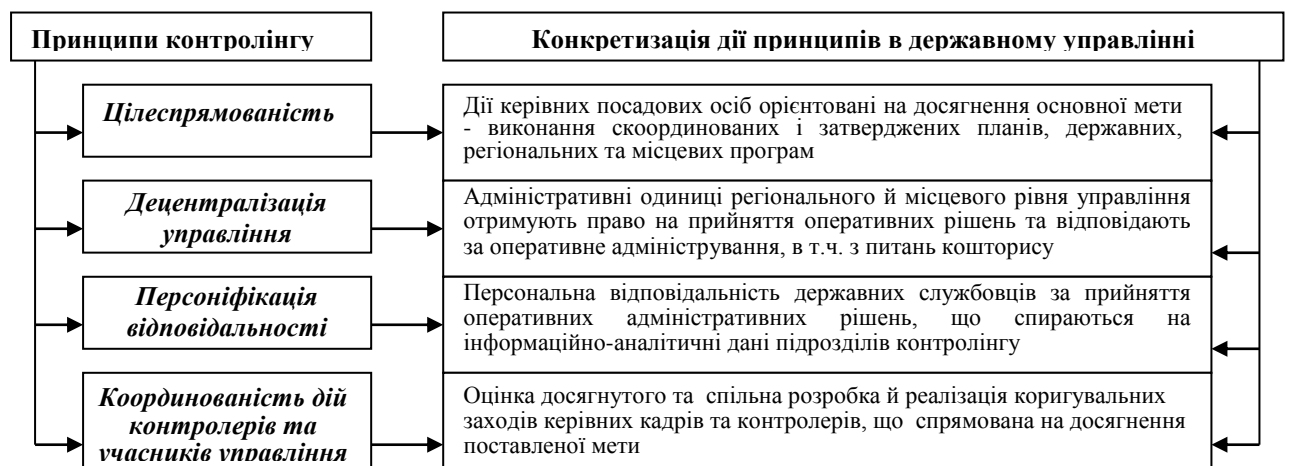 Принципи контролінгу
Конкретизація дії принципів в державному управлінні
Цілеспрямованість
Дії керівних посадових осіб орієнтовані на досягнення основної мети
- виконання скоординованих і затверджених планів, державних,
регіональних та місцевих програм
Децентралізація
управління
Адміністративні одиниці регіонального й місцевого рівня управління
отримують право на прийняття оперативних рішень та відповідають
за оперативне адміністрування, в т.ч. з питань кошторису
Персоніфікація
відповідальності
Персональна відповідальність державних службовців за прийняття
оперативних адміністративних рішень, що спираються на
інформаційно-аналітичні дані підрозділів контролінгу
Координованість дій
контролерів та
учасників управління
Оцінка досягнутого та спільна розробка й реалізація коригувальних
заходів керівних кадрів та контролерів, що спрямована на досягнення
поставленої мети